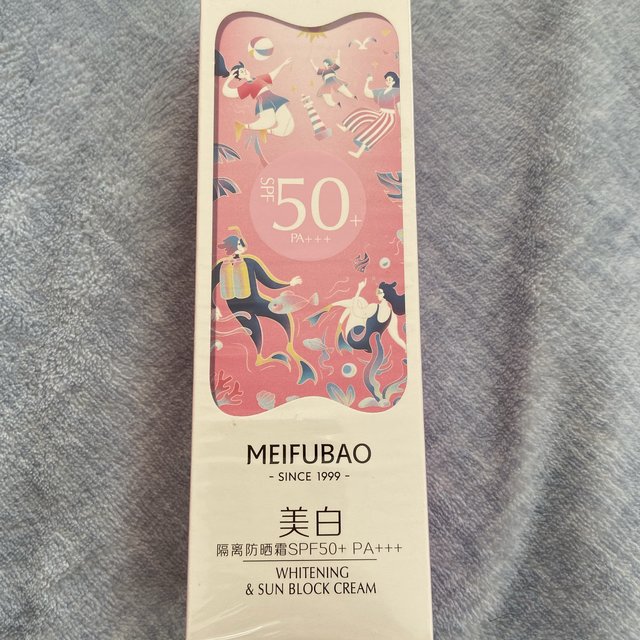 SPF
50+
PA+++
MEIFUBAO
- SINCE 1999 -
美白
隔离防晒霜SPF50+ PA+++
WHITENING
& SUN BLOCK CREAM